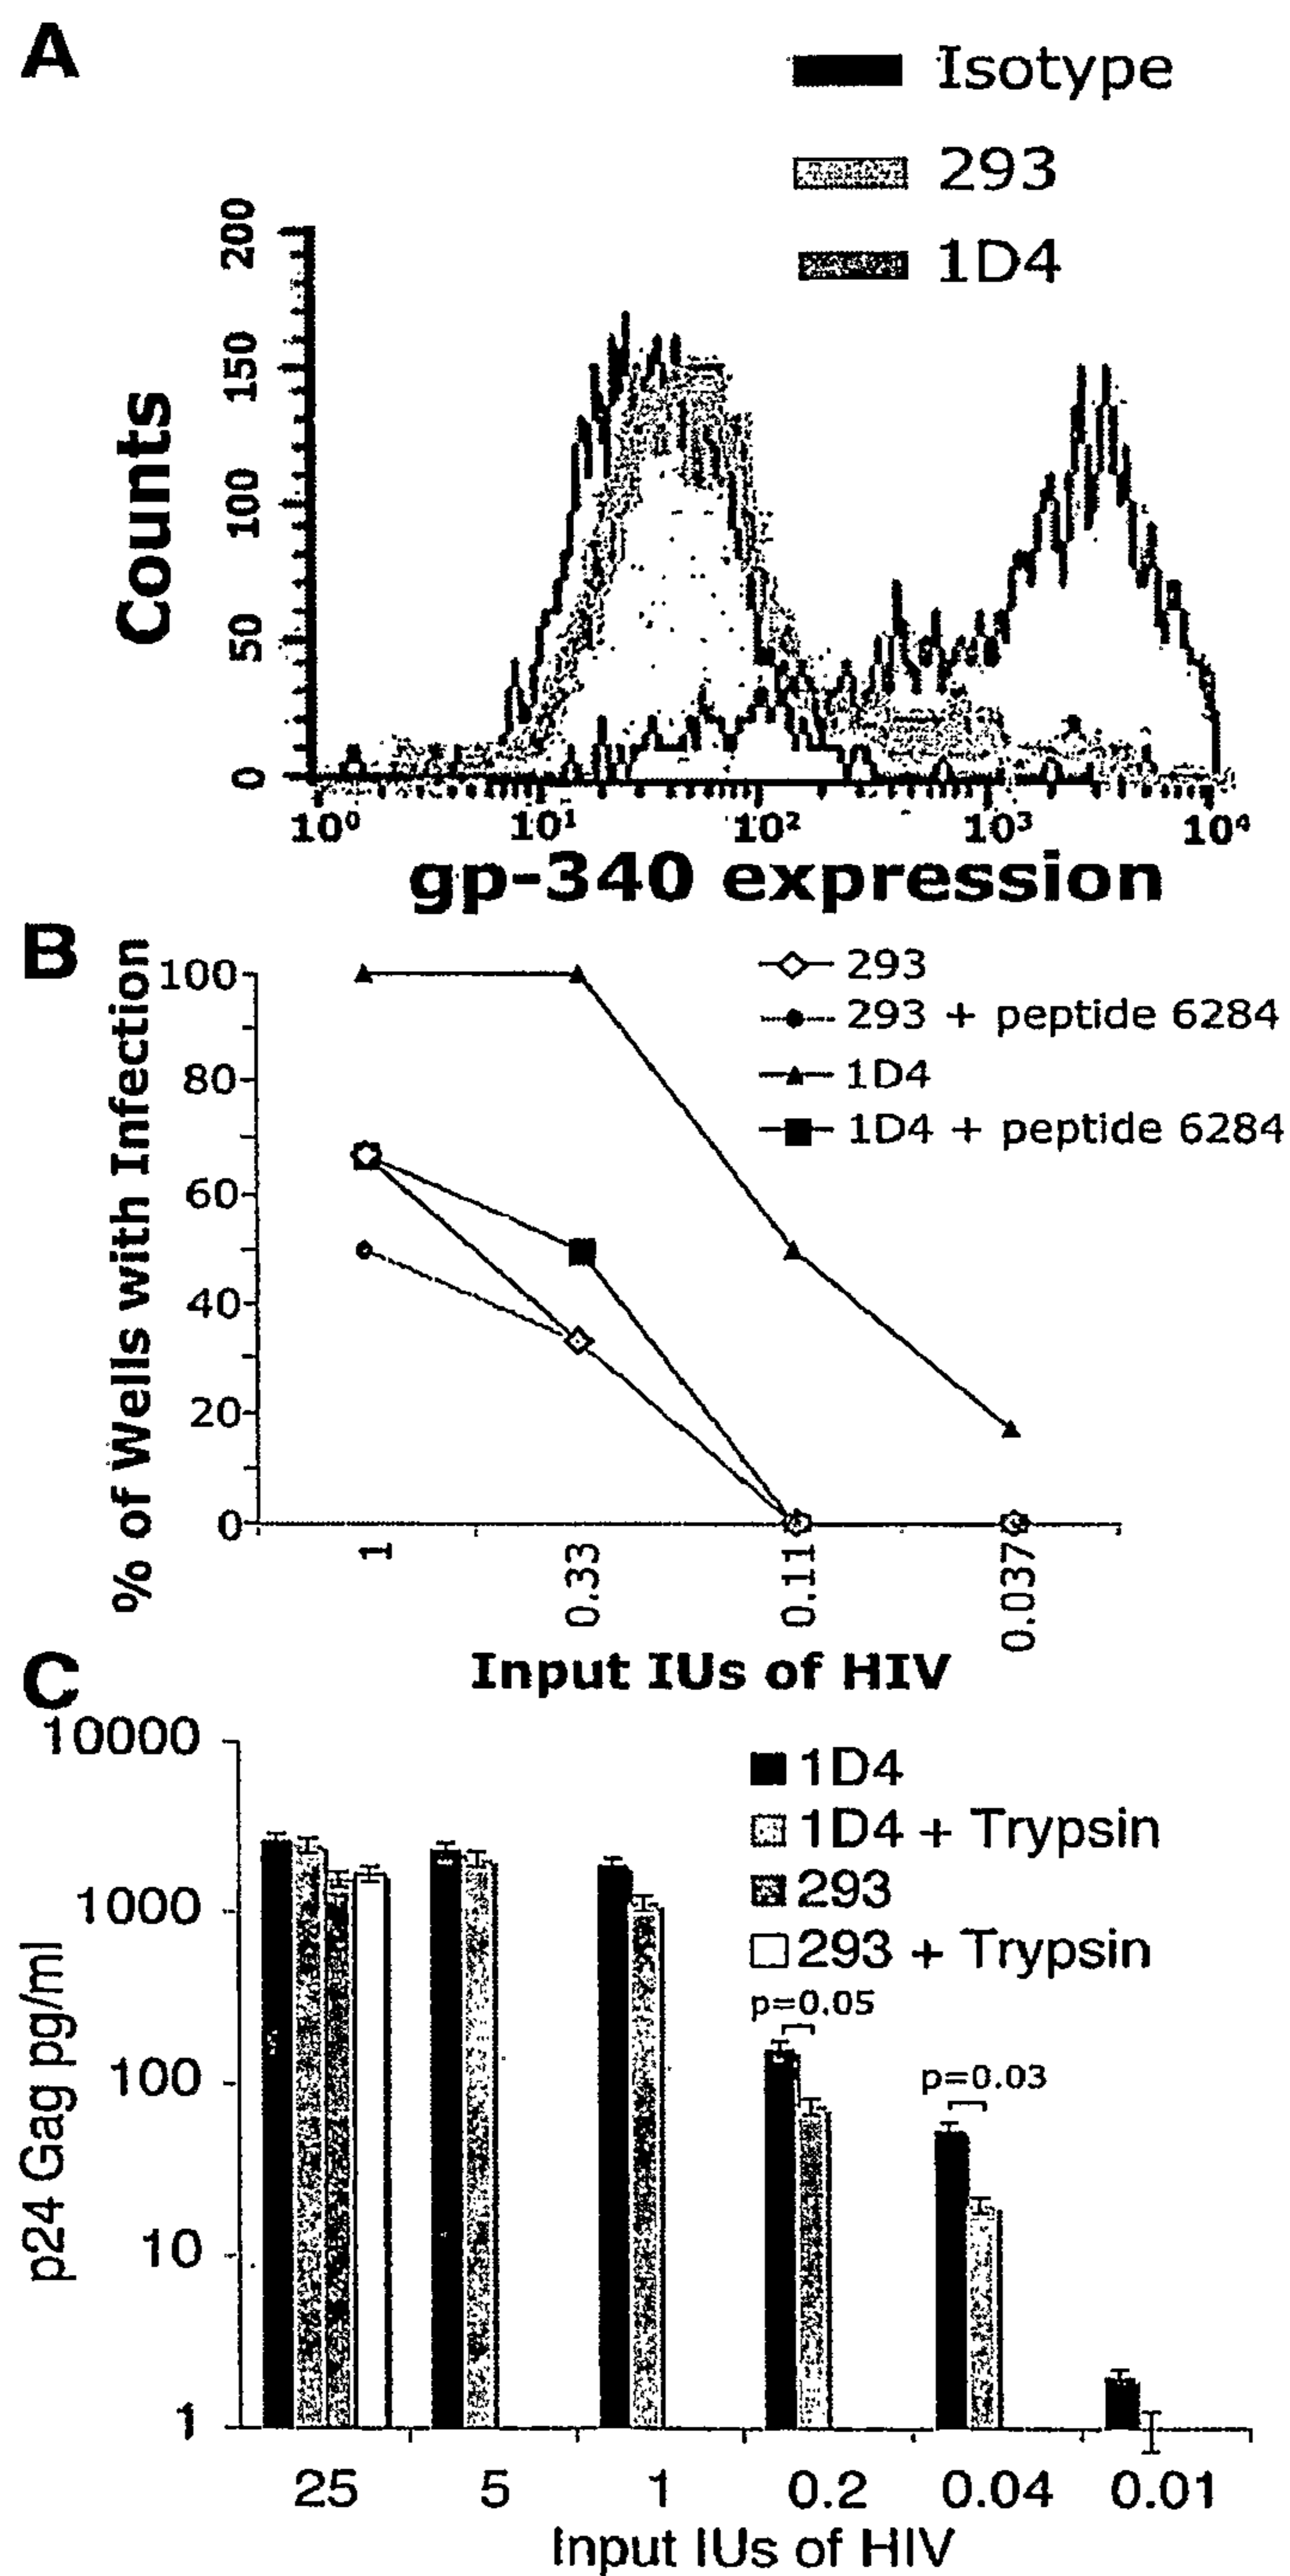 A
Isotype
293
1D4
200
150
100
50
0
Counts
10⁰ 10¹ 10² 10³ 10⁴
gp-340 expression
B
293
293 + peptide 6284
1D4
1D4 + peptide 6284
100
80
60
40
20
0
% of Wells with Infection
1 0.33 0.11 0.037
Input IUs of HIV
C
1D4
1D4 + Trypsin
293
293 + Trypsin
p=0.05
p=0.03
10000
1000
100
10
1
p24 Gag pg/ml
25 5 1 0.2 0.04 0.01
Input IUs of HIV